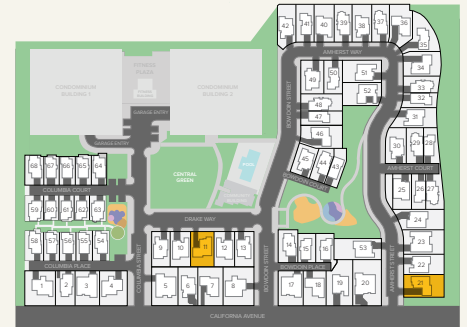 42 41 40 39 38 37 36
35
AMHERST WAY
34
49 50 51
52
33
32
48
47
31
46
BOWDOIN STREET
CONDOMINIUM
BUILDING 1
CONDOMINIUM
BUILDING 2
GARAGE ENTRY
GARAGE ENTRY
30 29 28
45 44 43
BOWDOIN COURT
AMHERST COURT
68 67 66 65 64
COLUMBIA COURT
CENTRAL
GREEN
25 26 27
59 60 61 62 63
24
DRAKE WAY
58 57 56 55 54
9 10 11 12 13
14 15 16
53
23
COLUMBIA PLACE
BOWDOIN PLACE
22
COLUMBIA STREET
BOWDOIN STREET
AMHERST STREET
1 2 3 4
5 6 7 8
17 18 19 20
21
CALIFORNIA AVENUE